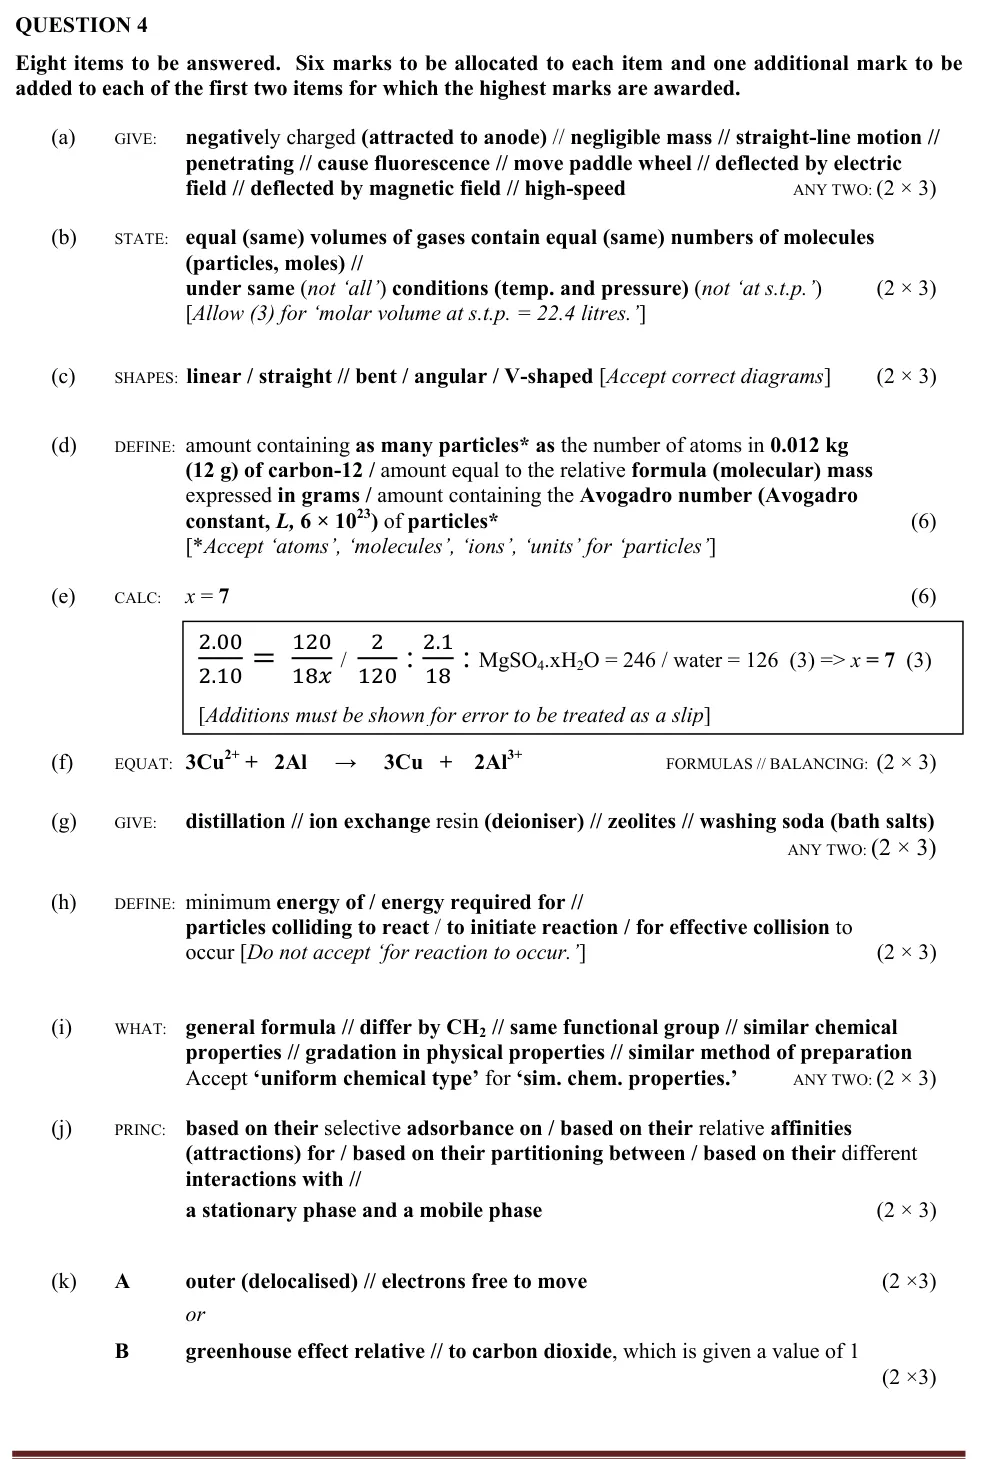 QUESTION 4
Eight items to be answered. Six marks to be allocated to each item and one additional mark to be
added to each of the first two items for which the highest marks are awarded.
(a) GIVE: negatively charged (attracted to anode) // negligible mass // straight-line motion //
penetrating // cause fluorescence // move paddle wheel // deflected by electric
field // deflected by magnetic field // high-speed ANY TWO: (2 × 3)
(b) STATE: equal (same) volumes of gases contain equal (same) numbers of molecules
(particles, moles) //
under same (not ‘all’) conditions (temp. and pressure) (not ‘at s.t.p.’) (2 × 3)
[Allow (3) for ‘molar volume at s.t.p. = 22.4 litres.’]
(c) SHAPES: linear / straight // bent / angular / V-shaped [Accept correct diagrams] (2 × 3)
(d) DEFINE: amount containing as many particles* as the number of atoms in 0.012 kg
(12 g) of carbon-12 / amount equal to the relative formula (molecular) mass
expressed in grams / amount containing the Avogadro number (Avogadro
constant, L, 6 × 10²³) of particles* (6)
[*Accept ‘atoms’, ‘molecules’, ‘ions’, ‘units’ for ‘particles’]
(e) CALC: x = 7 (6)
2.00/2.10 = 120/18x / 2/120 : 2.1/18 : MgSO₄.xH₂O = 246 / water = 126 (3) => x = 7 (3)
[Additions must be shown for error to be treated as a slip]
(f) EQUAT: 3Cu²⁺ + 2Al → 3Cu + 2Al³⁺ FORMULAS // BALANCING: (2 × 3)
(g) GIVE: distillation // ion exchange resin (deioniser) // zeolites // washing soda (bath salts)
ANY TWO: (2 × 3)
(h) DEFINE: minimum energy of / energy required for //
particles colliding to react / to initiate reaction / for effective collision to
occur [Do not accept ‘for reaction to occur.’] (2 × 3)
(i) WHAT: general formula // differ by CH₂ // same functional group // similar chemical
properties // gradation in physical properties // similar method of preparation
Accept ‘uniform chemical type’ for ‘sim. chem. properties.’ ANY TWO: (2 × 3)
(j) PRINC: based on their selective adsorbance on / based on their relative affinities
(attractions) for / based on their partitioning between / based on their different
interactions with //
a stationary phase and a mobile phase (2 × 3)
(k) A outer (delocalised) // electrons free to move (2 ×3)
or
B greenhouse effect relative // to carbon dioxide, which is given a value of 1
(2 ×3)